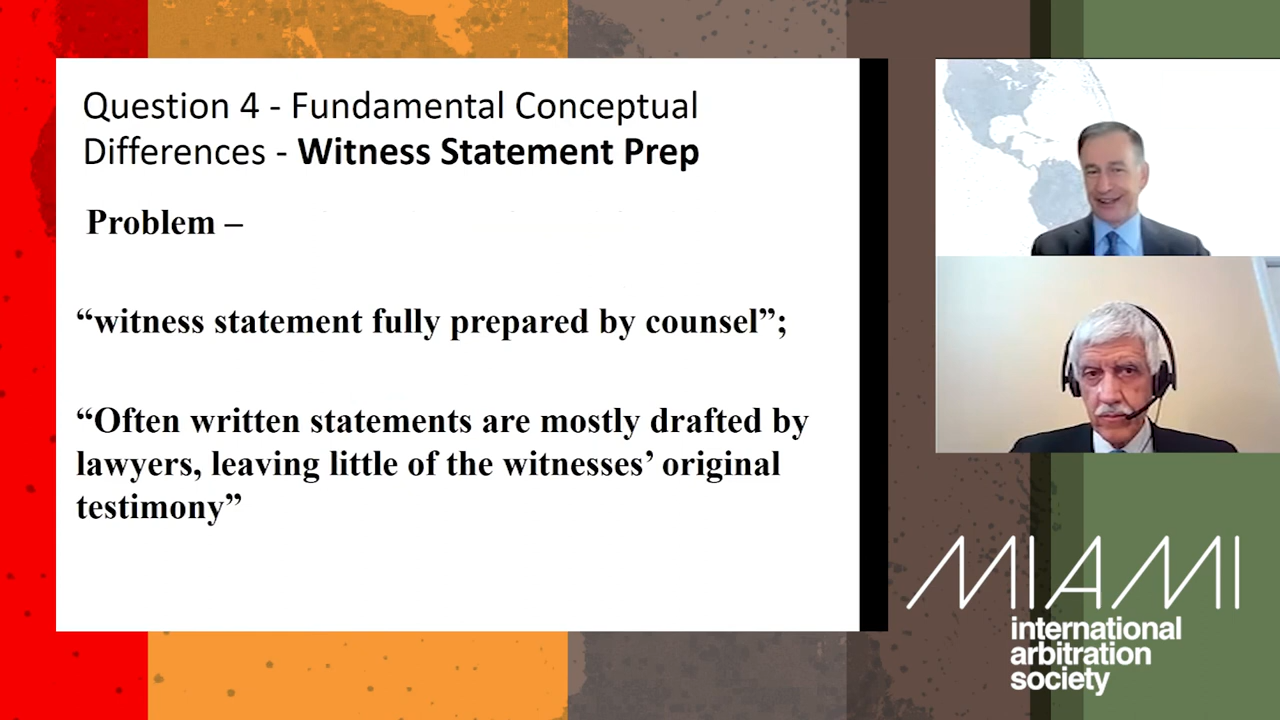 Question 4 - Fundamental Conceptual
Differences - Witness Statement Prep
Problem –
“witness statement fully prepared by counsel”;
“Often written statements are mostly drafted by
lawyers, leaving little of the witnesses’ original
testimony”
MIAMI
international
arbitration
society